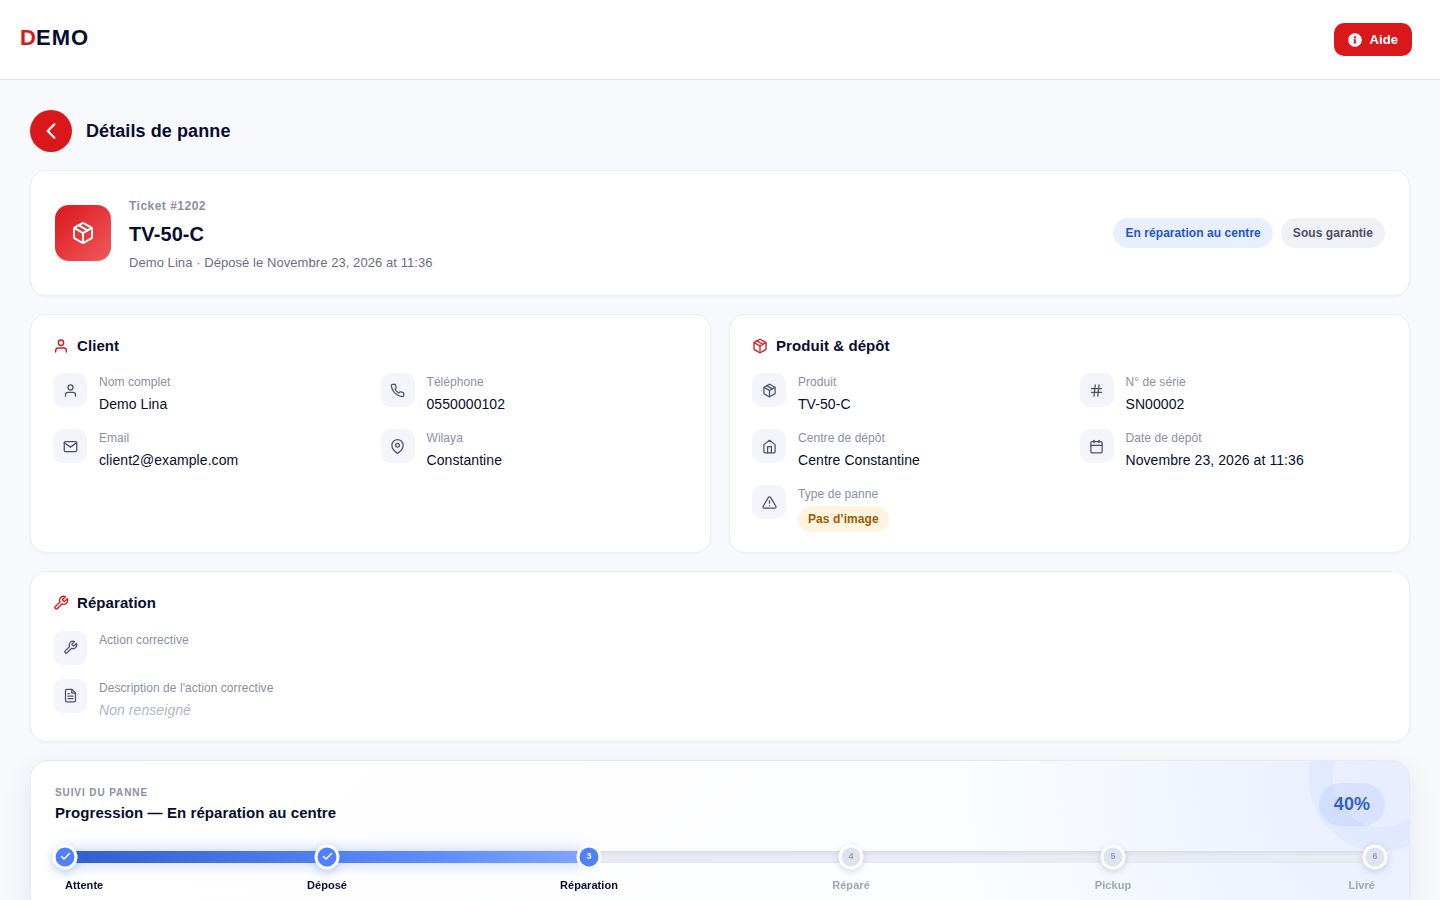 DEMO
Aide
Détails de panne
Ticket #1202
TV-50-C
Demo Lina · Déposé le Novembre 23, 2026 at 11:36
En réparation au centre
Sous garantie
Client
Nom complet
Demo Lina
Téléphone
0550000102
Email
client2@example.com
Wilaya
Constantine
Produit & dépôt
Produit
TV-50-C
N° de série
SN00002
Centre de dépôt
Centre Constantine
Date de dépôt
Novembre 23, 2026 at 11:36
Type de panne
Pas d’image
Réparation
Action corrective
Description de l'action corrective
Non renseigné
SUIVI DU PANNE
Progression — En réparation au centre
40%
3
4
5
6
Attente
Déposé
Réparation
Réparé
Pickup
Livré